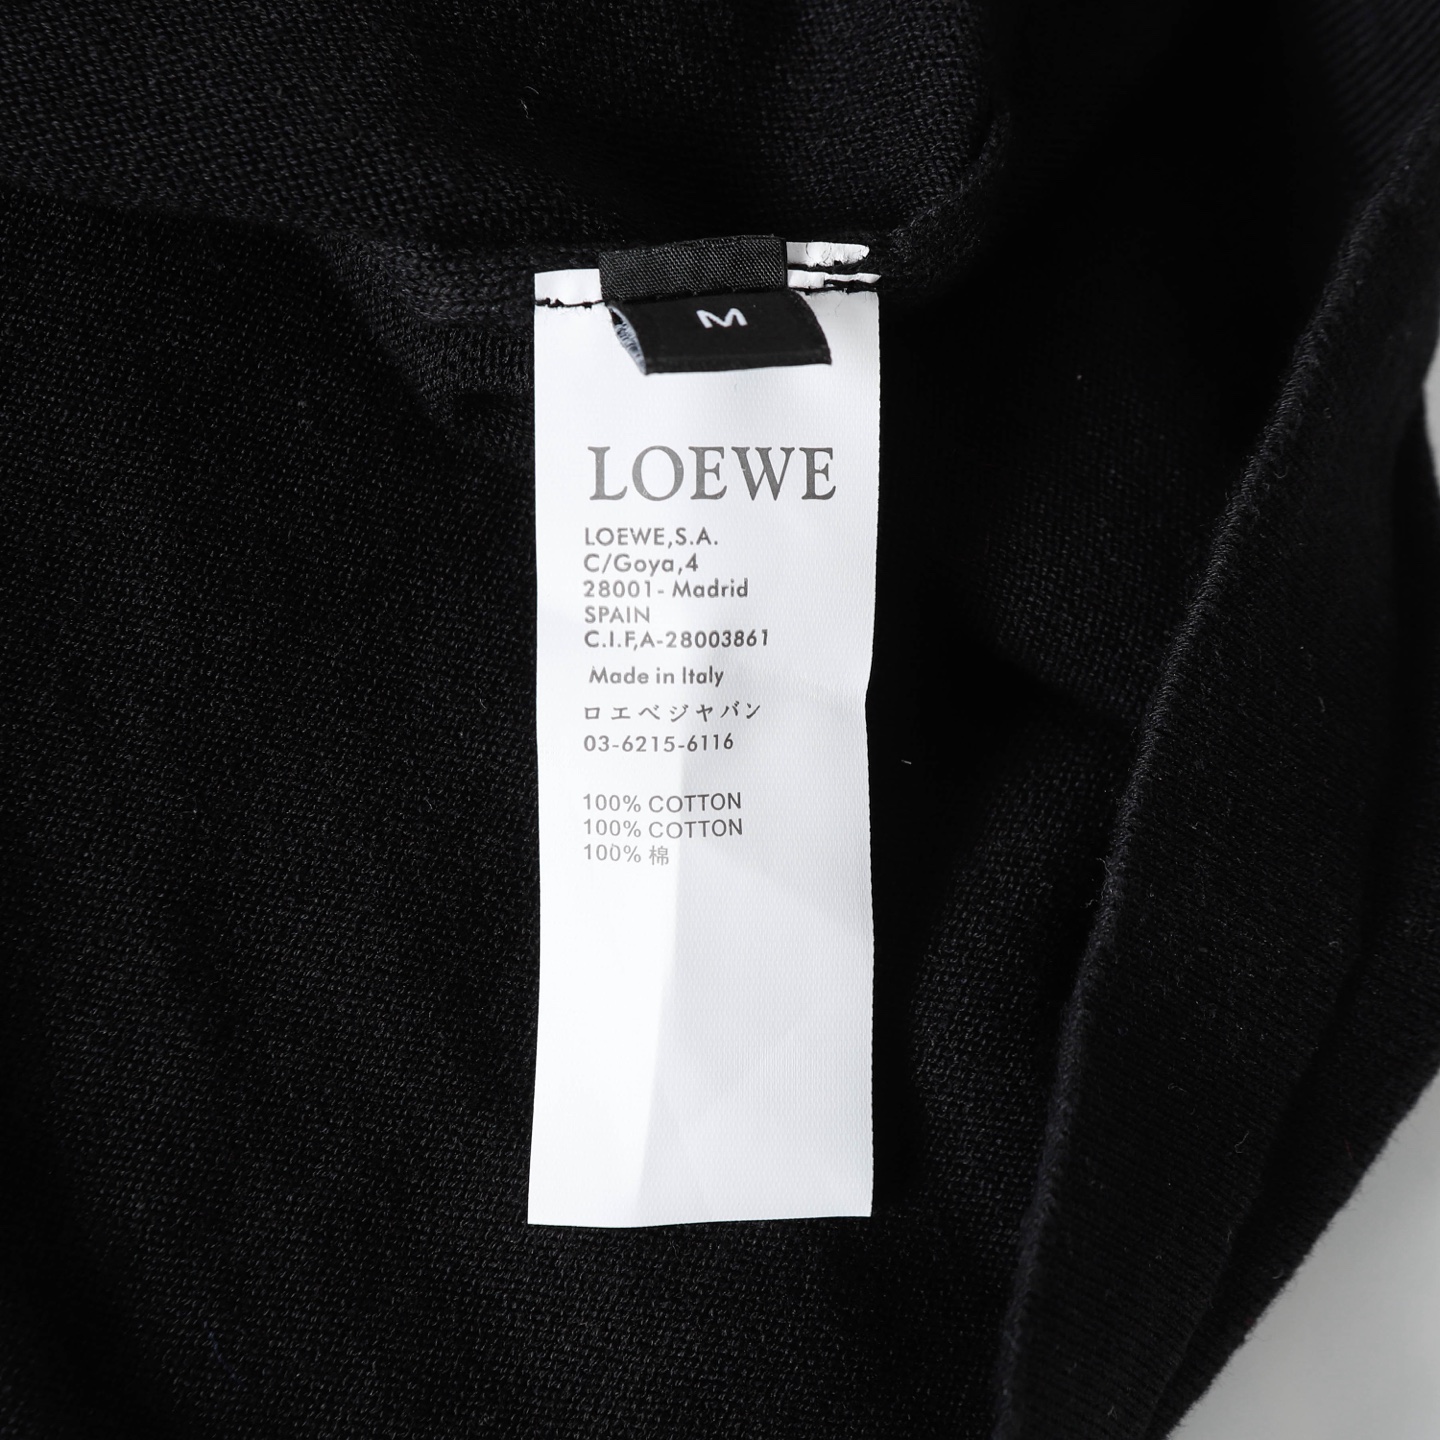 M
LOEWE
LOEWE,S.A.
C/Goya,4
28001- Madrid
SPAIN
C.I.F,A-28003861
Made in Italy
ロエベジャバン
03-6215-6116
100% COTTON
100% COTTON
100% 棉